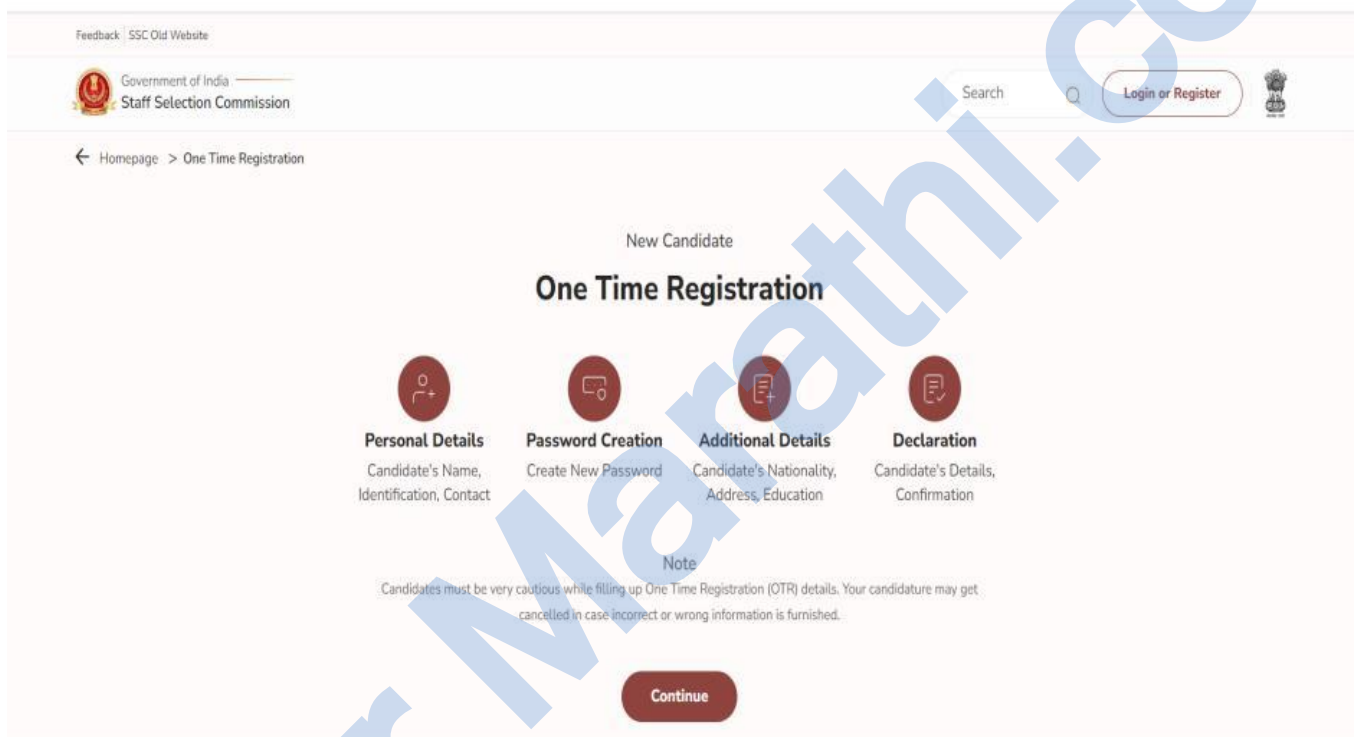 Feedback | SSC Old Website
Government of India
Staff Selection Commission
Search
Login or Register
← Homepage > One Time Registration
New Candidate
One Time Registration
Personal Details
Candidate's Name,
Identification, Contact
Password Creation
Create New Password
Additional Details
Candidate's Nationality,
Address, Education
Declaration
Candidate's Details,
Confirmation
Note
Candidates must be very cautious while filling up One Time Registration (OTR) details. Your candidature may get
cancelled in case incorrect or wrong information is furnished.
Continue
r Marathi.co